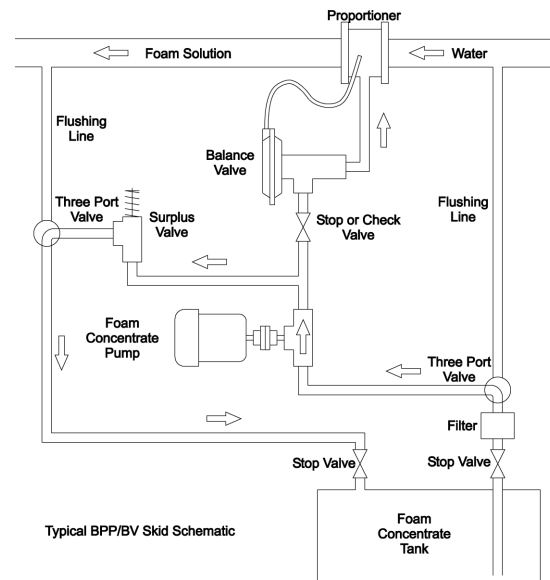 Proportioner
Foam Solution
Water
Flushing
Line
Balance
Valve
Three Port
Valve
Surplus
Valve
Stop or Check
Valve
Flushing
Line
Foam
Concentrate
Pump
Three Port
Valve
Filter
Stop Valve
Stop Valve
Typical BPP/BV Skid Schematic
Foam
Concentrate
Tank